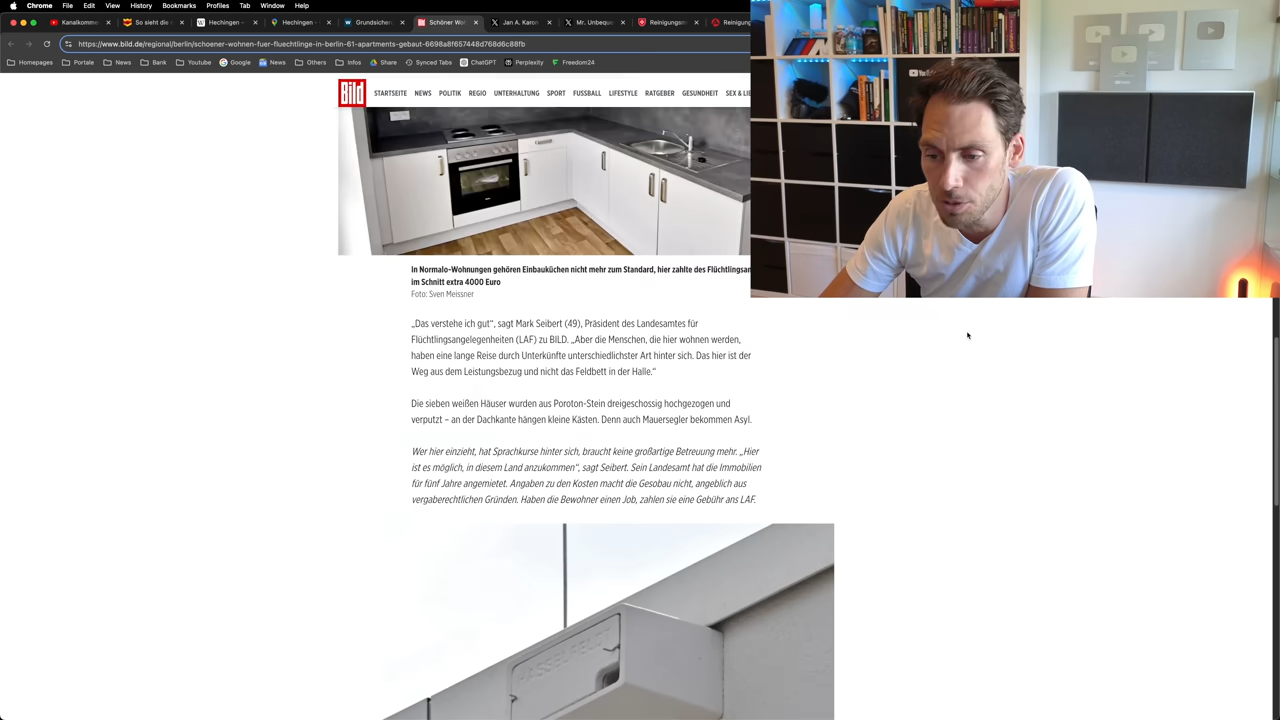 Chrome File Edit View History Bookmarks Profiles Tab Window Help
Kanalkomme
So sieht die
Hechingen -
Hechingen -
Grundsicher
Schöner Woh
Jan A. Karon
Mr. Unbeque
Reinigungsm
Reinigung
https://www.bild.de/regional/berlin/schoener-wohnen-fuer-fluechtlinge-in-berlin-61-apartments-gebaut-6698a8f657448d768d6c88fb
Homepages Portale News Bank Youtube Google News Others Infos Share Synced Tabs ChatGPT Perplexity Freedom24
Bild STARTSEITE NEWS POLITIK REGIO UNTERHALTUNG SPORT FUSSBALL LIFESTYLE RATGEBER GESUNDHEIT SEX & LIE
In Normalo-Wohnungen gehören Einbauküchen nicht mehr zum Standard, hier zahlte des Flüchtlingsam
im Schnitt extra 4000 Euro
Foto: Sven Meissner
„Das verstehe ich gut“, sagt Mark Seibert (49), Präsident des Landesamtes für
Flüchtlingsangelegenheiten (LAF) zu BILD. „Aber die Menschen, die hier wohnen werden,
haben eine lange Reise durch Unterkünfte unterschiedlichster Art hinter sich. Das hier ist der
Weg aus dem Leistungsbezug und nicht das Feldbett in der Halle.“
Die sieben weißen Häuser wurden aus Poroton-Stein dreigeschossig hochgezogen und
verputzt – an der Dachkante hängen kleine Kästen. Denn auch Mauersegler bekommen Asyl.
Wer hier einzieht, hat Sprachkurse hinter sich, braucht keine großartige Betreuung mehr. „Hier
ist es möglich, in diesem Land anzukommen“, sagt Seibert. Sein Landesamt hat die Immobilien
für fünf Jahre angemietet. Angaben zu den Kosten macht die Gesobau nicht, angeblich aus
vergaberechtlichen Gründen. Haben die Bewohner einen Job, zahlen sie eine Gebühr ans LAF.
HASSELFELDT